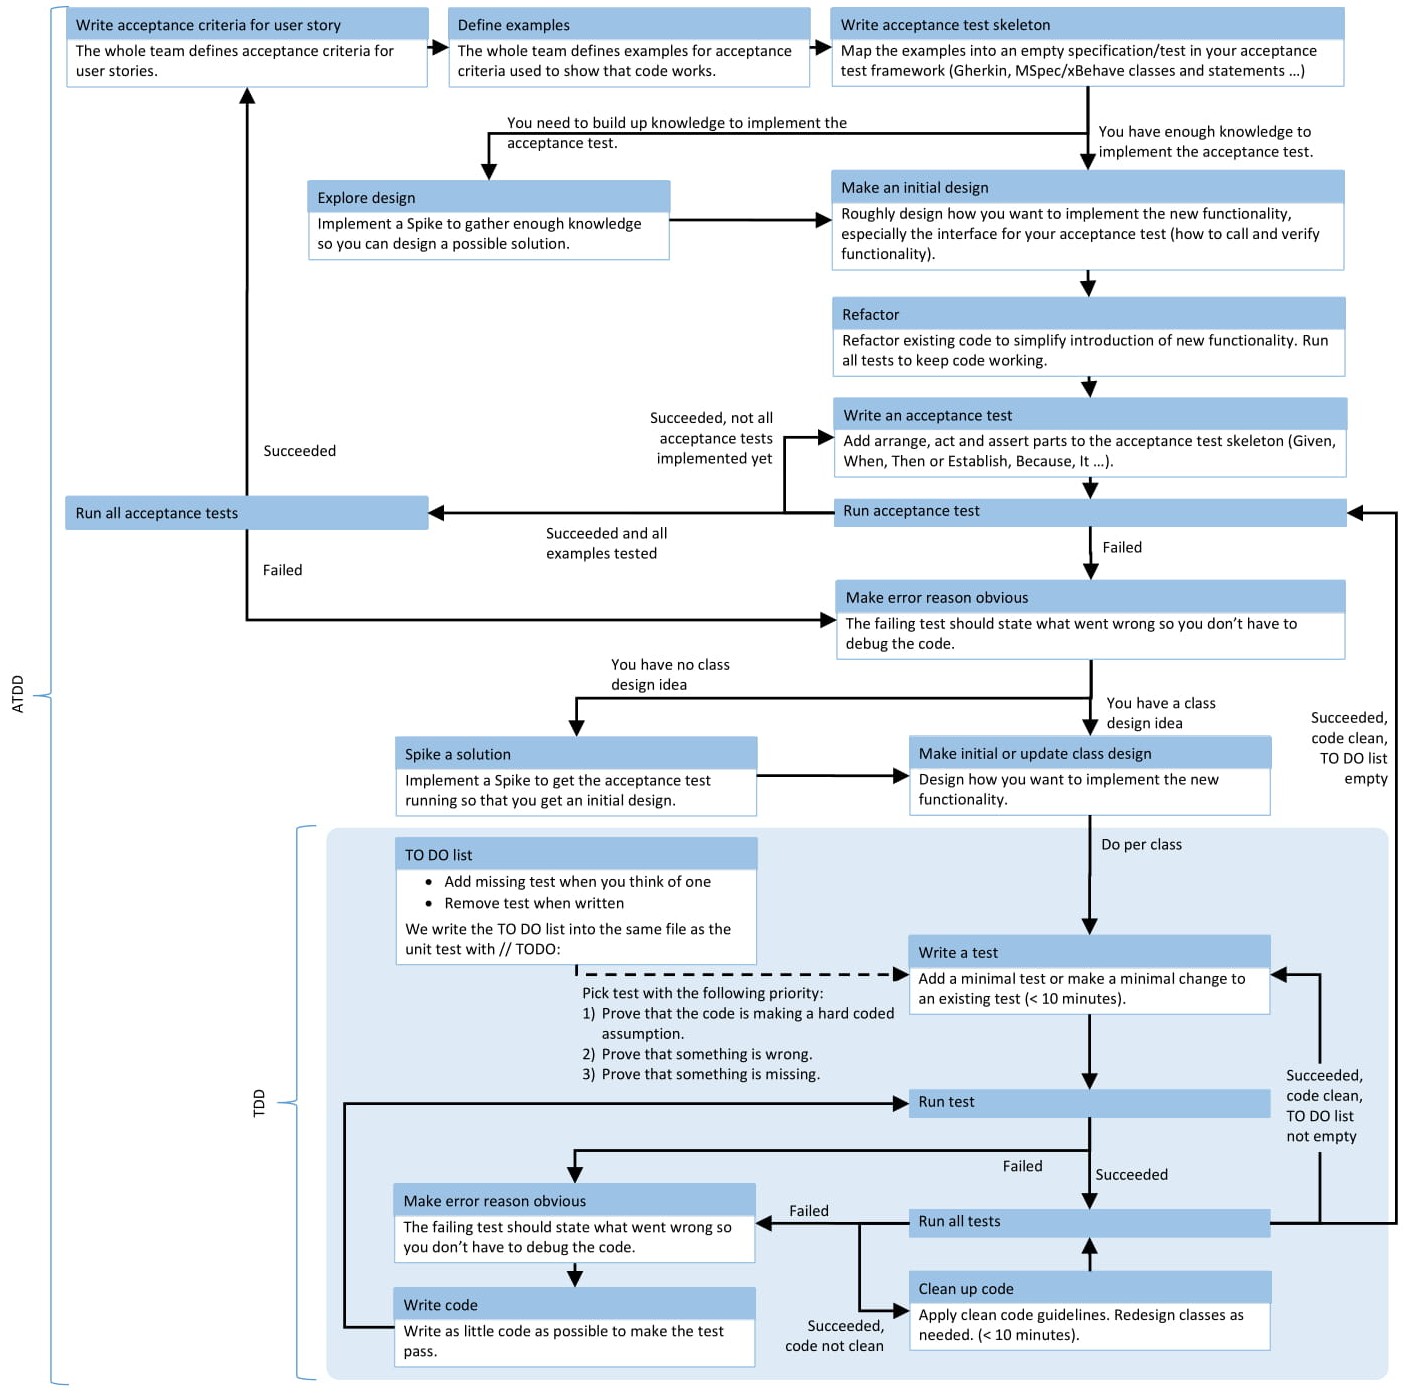 Write acceptance criteria for user story
The whole team defines acceptance criteria for
user stories.
Define examples
The whole team defines examples for acceptance
criteria used to show that code works.
Write acceptance test skeleton
Map the examples into an empty specification/test in your acceptance
test framework (Gherkin, MSpec/xBehave classes and statements ...)
You need to build up knowledge to implement the
acceptance test.
You have enough knowledge to
implement the acceptance test.
Explore design
Implement a Spike to gather enough knowledge
so you can design a possible solution.
Make an initial design
Roughly design how you want to implement the new functionality,
especially the interface for your acceptance test (how to call and verify
functionality).
Refactor
Refactor existing code to simplify introduction of new functionality. Run
all tests to keep code working.
Succeeded, not all
acceptance tests
implemented yet
Write an acceptance test
Add arrange, act and assert parts to the acceptance test skeleton (Given,
When, Then or Establish, Because, It ...).
Succeeded
Run all acceptance tests
Run acceptance test
Succeeded and all
examples tested
Failed
Failed
Make error reason obvious
The failing test should state what went wrong so you don't have to
debug the code.
ATDD
You have no class
design idea
You have a class
design idea
Succeeded,
code clean,
TO DO list
empty
Spike a solution
Implement a Spike to get the acceptance test
running so that you get an initial design.
Make initial or update class design
Design how you want to implement the new
functionality.
Do per class
TO DO list
• Add missing test when you think of one
• Remove test when written
We write the TO DO list into the same file as the
unit test with // TODO:
Write a test
Add a minimal test or make a minimal change to
an existing test (< 10 minutes).
Pick test with the following priority:
1) Prove that the code is making a hard coded
assumption.
2) Prove that something is wrong.
3) Prove that something is missing.
TDD
Run test
Succeeded,
code clean,
TO DO list
not empty
Failed
Succeeded
Make error reason obvious
The failing test should state what went wrong so
you don't have to debug the code.
Failed
Run all tests
Write code
Write as little code as possible to make the test
pass.
Succeeded,
code not clean
Clean up code
Apply clean code guidelines. Redesign classes as
needed. (< 10 minutes).